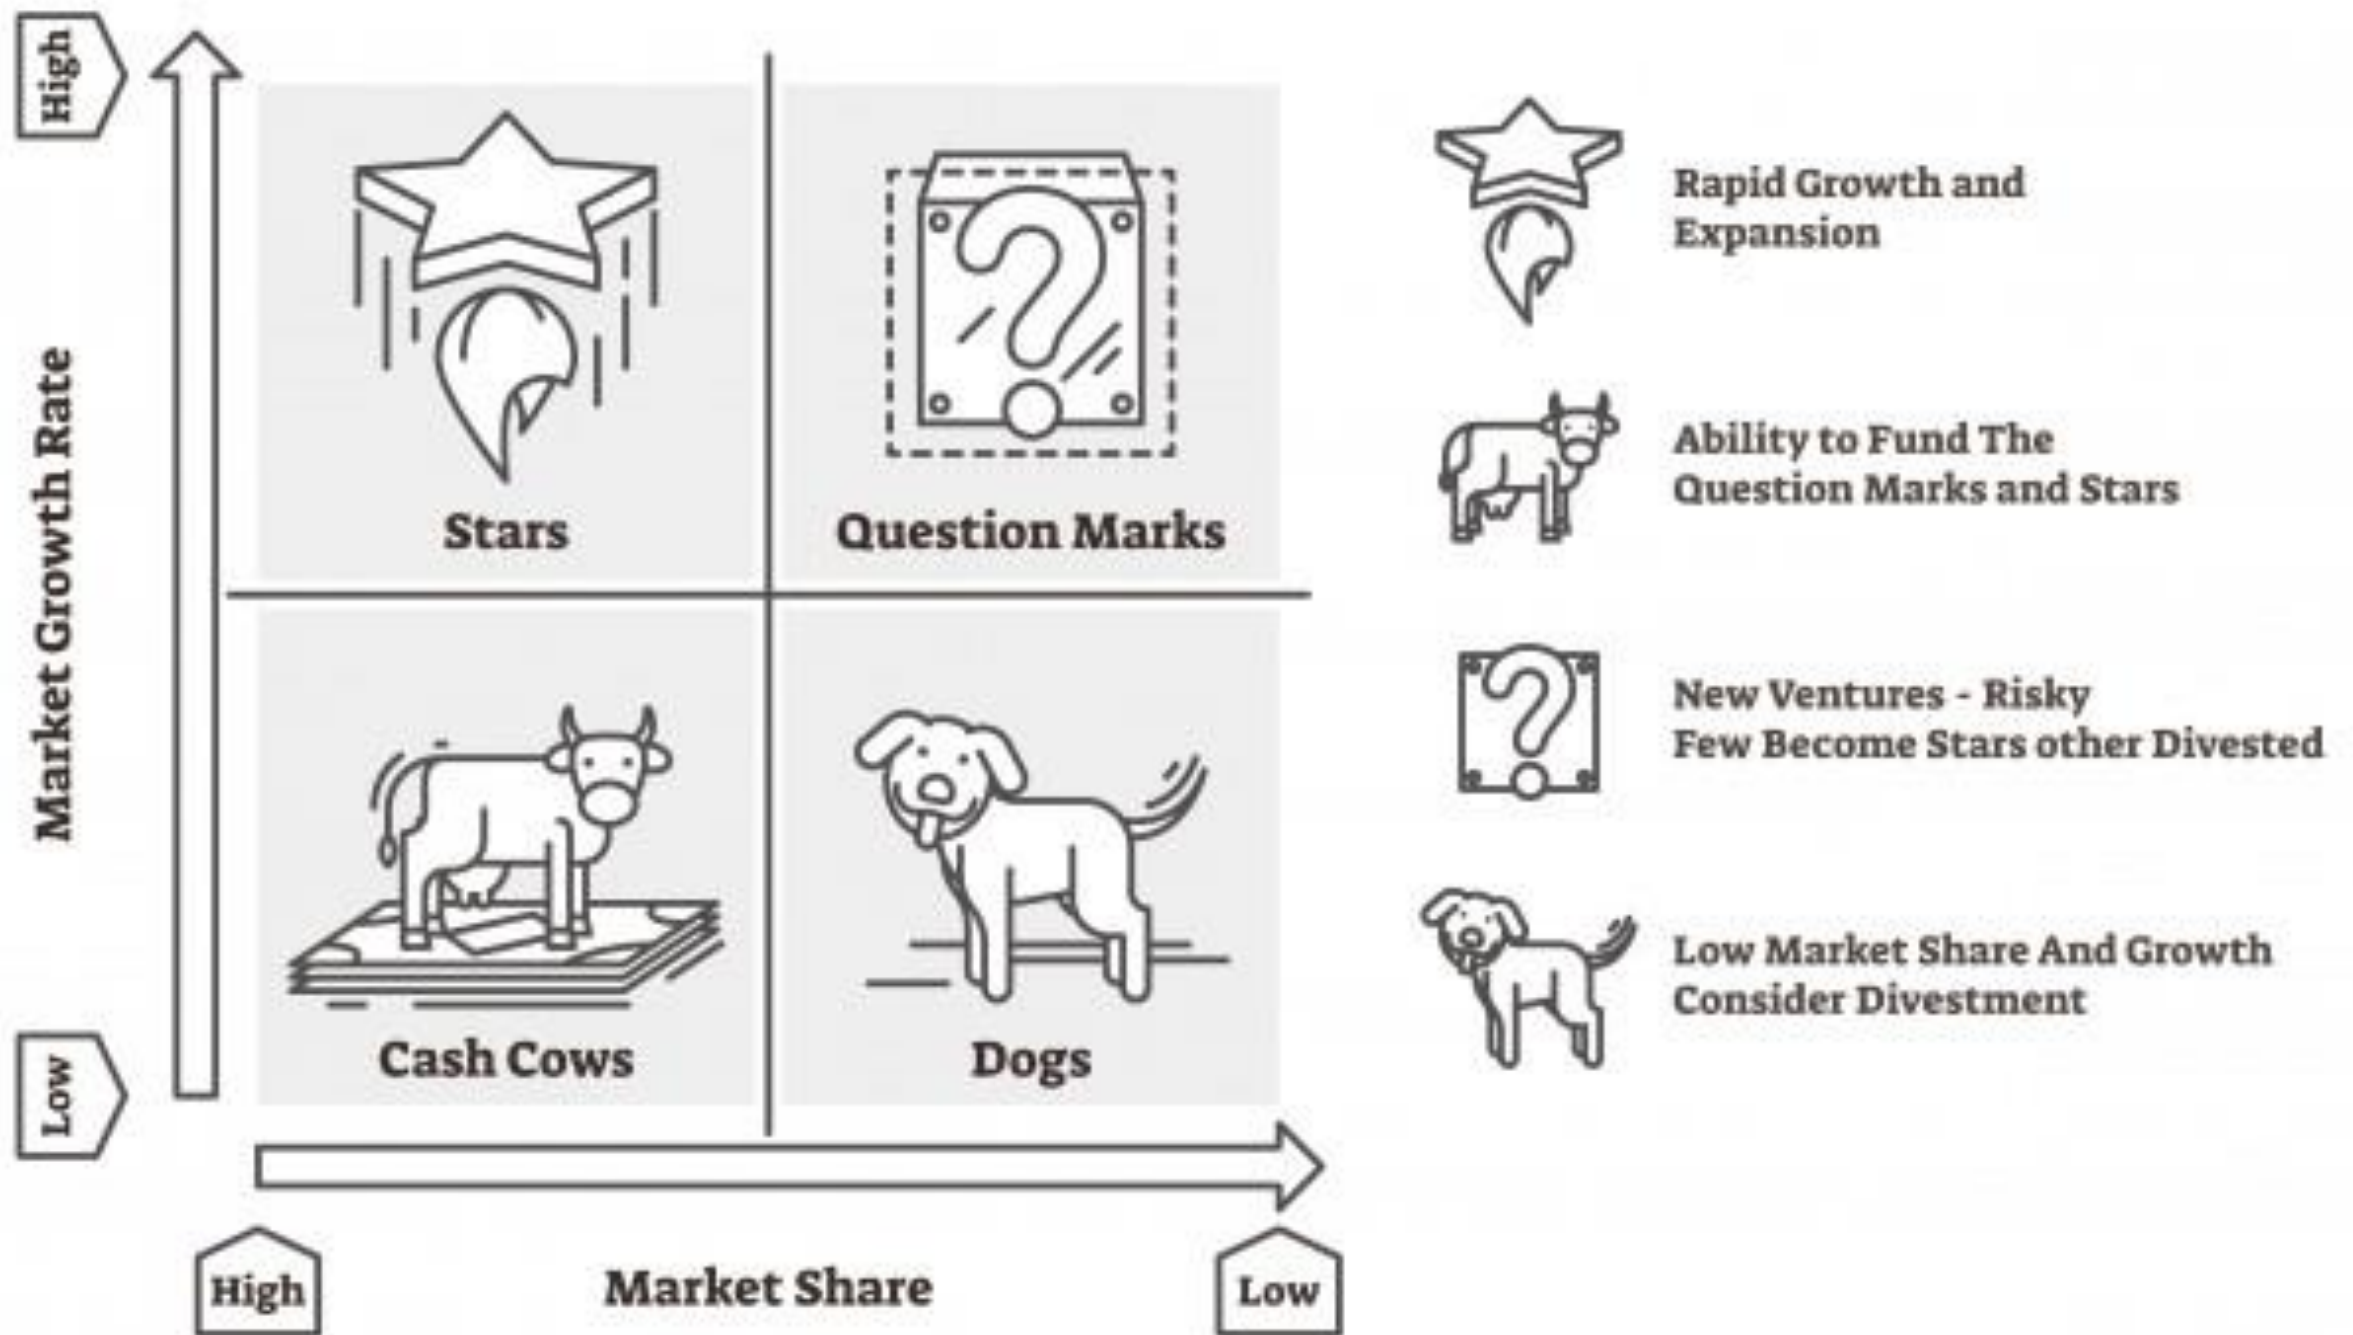 High
Market Growth Rate
Low
Stars
Question Marks
Cash Cows
Dogs
High
Market Share
Low
Rapid Growth and
Expansion
Ability to Fund The
Question Marks and Stars
New Ventures - Risky
Few Become Stars other Divested
Low Market Share And Growth
Consider Divestment